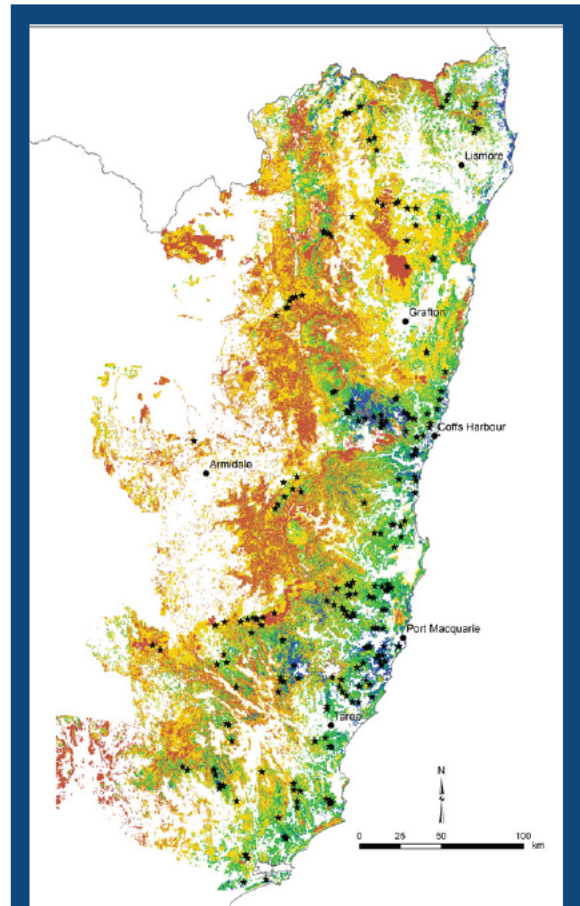 Lismore
Grafton
Coffs Harbour
Armidale
Port Macquarie
Taree
N
0 25 50 100
km